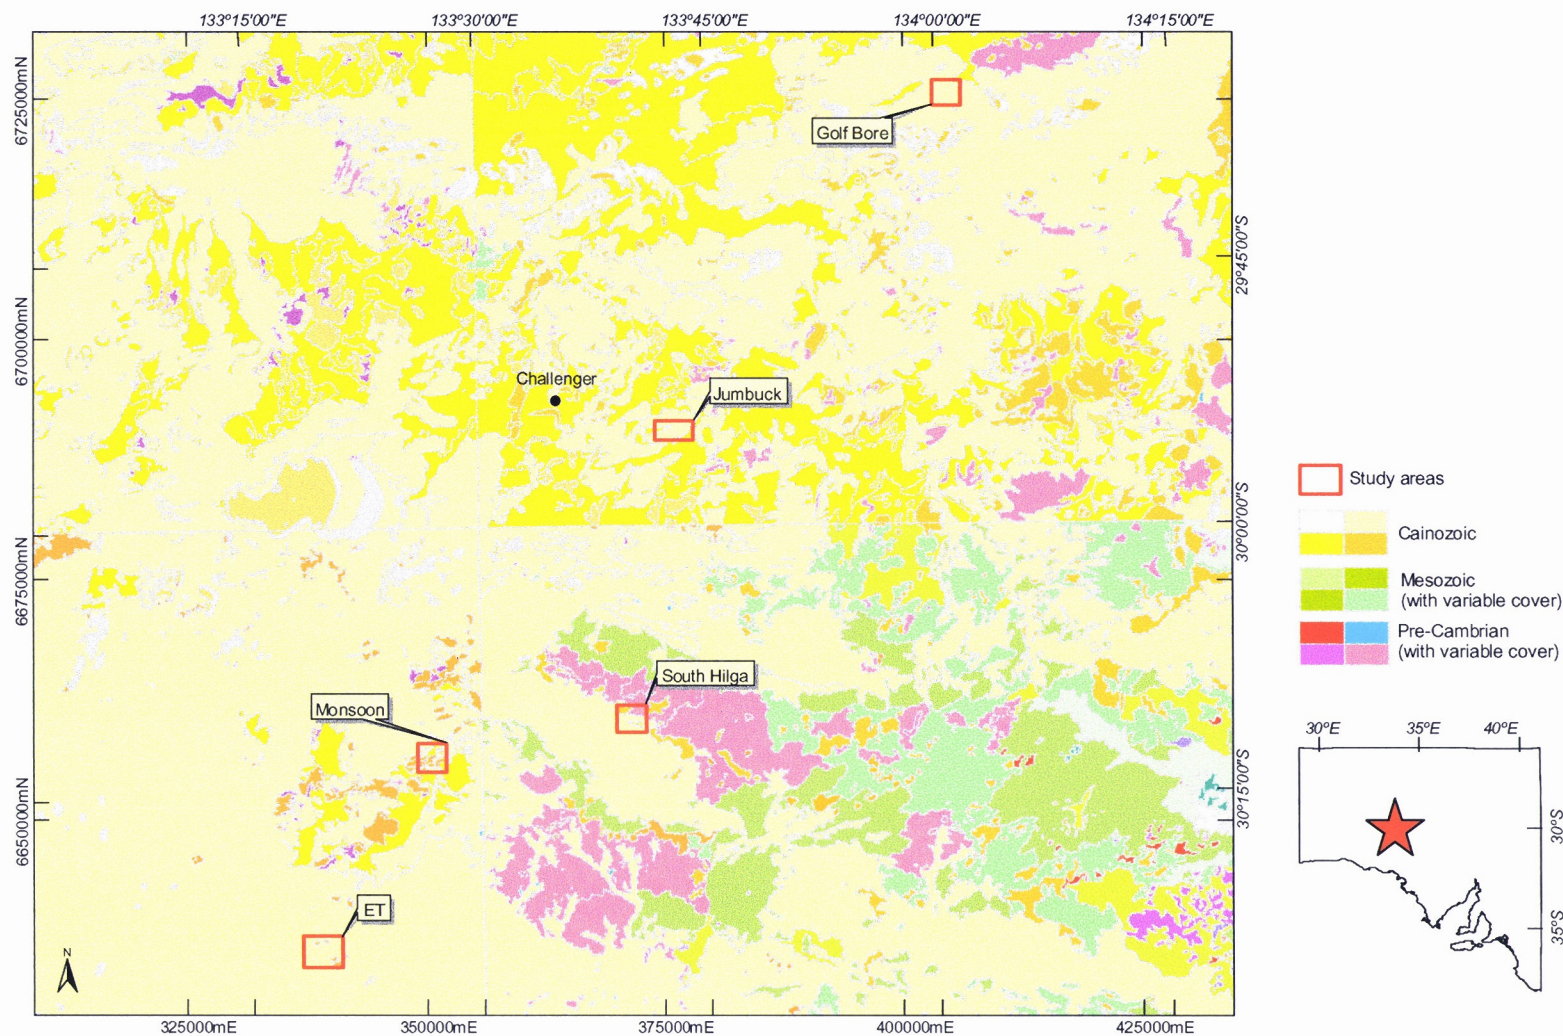 133°15'00"E
133°30'00"E
133°45'00"E
134°00'00"E
134°15'00"E
6725000mN
6700000mN
6675000mN
6650000mN
29°45'00"S
30°00'00"S
30°15'00"S
Golf Bore
Challenger
Jumbuck
South Hilga
Monsoon
ET
N
325000mE
350000mE
375000mE
400000mE
425000mE
Study areas
Cainozoic
Mesozoic
(with variable cover)
Pre-Cambrian
(with variable cover)
30°E
35°E
40°E
30°S
35°S